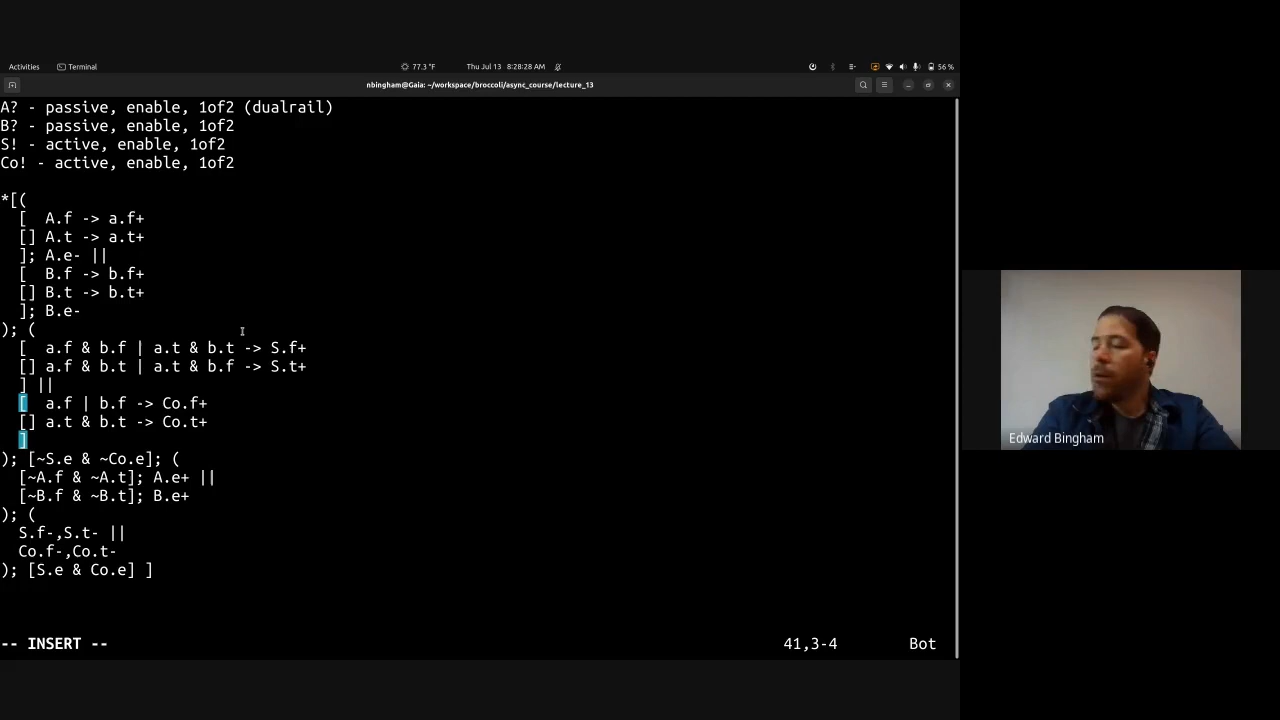 Activities Terminal 77.3 °F Thu Jul 13 8:28:28 AM 56 %
nbingham@Gaia: ~/workspace/broccoli/async_course/lecture_13
A? - passive, enable, 1of2 (dualrail)
B? - passive, enable, 1of2
S! - active, enable, 1of2
Co! - active, enable, 1of2
*[(
  [  A.f -> a.f+
  [] A.t -> a.t+
  ]; A.e- ||
  [  B.f -> b.f+
  [] B.t -> b.t+
  ]; B.e-
); (
  [  a.f & b.f | a.t & b.t -> S.f+
  [] a.f & b.t | a.t & b.f -> S.t+
  ] ||
  [  a.f | b.f -> Co.f+
  [] a.t & b.t -> Co.t+
  ]
); [~S.e & ~Co.e]; (
  [~A.f & ~A.t]; A.e+ ||
  [~B.f & ~B.t]; B.e+
); (
  S.f-,S.t- ||
  Co.f-,Co.t-
); [S.e & Co.e] ]
-- INSERT -- 41,3-4 Bot
Edward Bingham